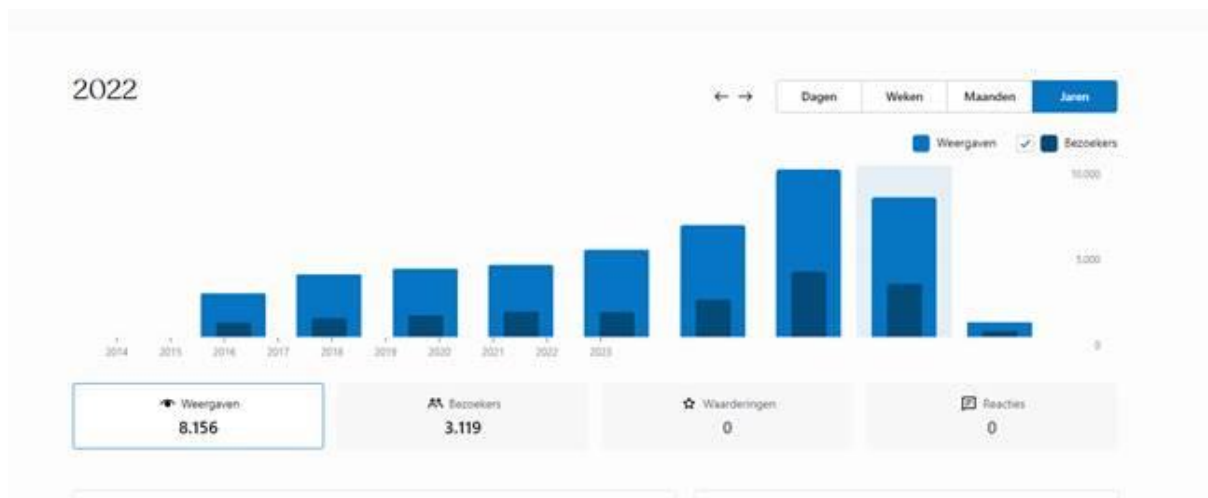 2022
← → Dagen Weken Maanden Jaren
Weergaven Bezoekers
10.000
5.000
0
2014 2015 2016 2017 2018 2019 2020 2021 2022 2023
Weergaven
8.156
Bezoekers
3.119
Waarderingen
0
Reacties
0